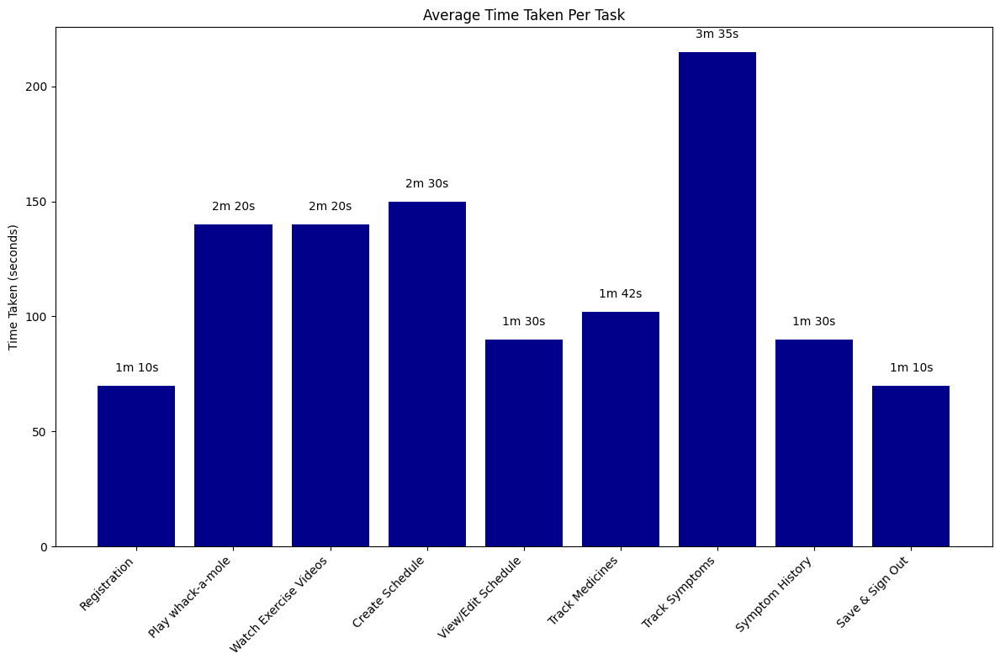 Average Time Taken Per Task
3m 35s
200
2m 30s
150
2m 20s
2m 20s
1m 42s
100
1m 30s
1m 30s
1m 10s
1m 10s
50
0
Time Taken (seconds)
Registration
Play whack-a-mole
Watch Exercise Videos
Create Schedule
View/Edit Schedule
Track Medicines
Track Symptoms
Symptom History
Save & Sign Out